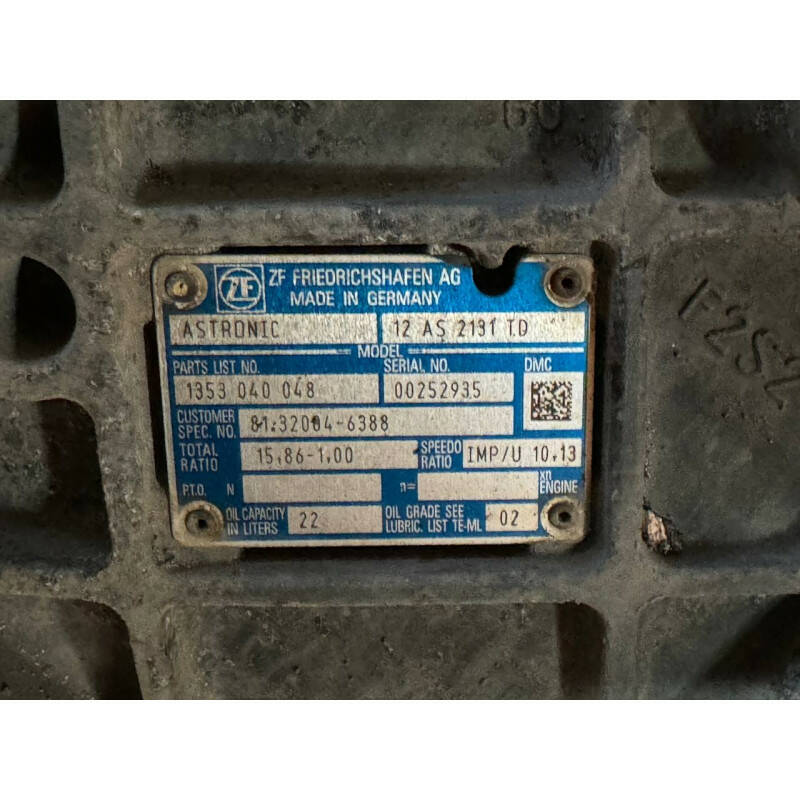 ZF
ZF FRIEDRICHSHAFEN AG
MADE IN GERMANY
ASTRONIC 12 AS 2131 TD
MODEL
PARTS LIST NO. SERIAL NO. DMC
1353 040 048 00252935
CUSTOMER SPEC. NO. 81.32004-6388
TOTAL RATIO 15,86-1,00 SPEEDO RATIO IMP/U 10,13
P.T.O. N n= xn ENGINE
OIL CAPACITY IN LITERS 22 OIL GRADE SEE LUBRIC. LIST TE-ML 02
F2S2